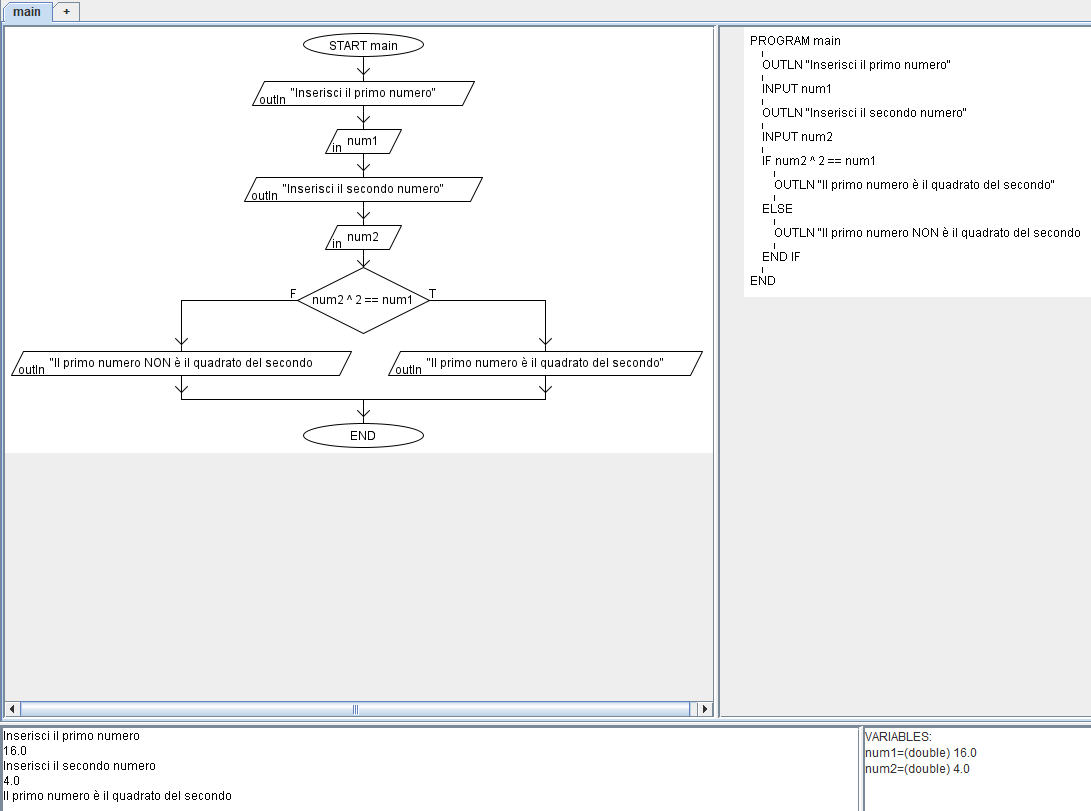 main
+
START main
"Inserisci il primo numero"
outln
num1
in
"Inserisci il secondo numero"
outln
num2
in
F
num2 ^ 2 == num1
T
"Il primo numero NON è il quadrato del secondo
outln
"Il primo numero è il quadrato del secondo"
outln
END
PROGRAM main
OUTLN "Inserisci il primo numero"
INPUT num1
OUTLN "Inserisci il secondo numero"
INPUT num2
IF num2 ^ 2 == num1
OUTLN "Il primo numero è il quadrato del secondo"
ELSE
OUTLN "Il primo numero NON è il quadrato del secondo
END IF
END
Inserisci il primo numero
16.0
Inserisci il secondo numero
4.0
Il primo numero è il quadrato del secondo
VARIABLES:
num1=(double) 16.0
num2=(double) 4.0